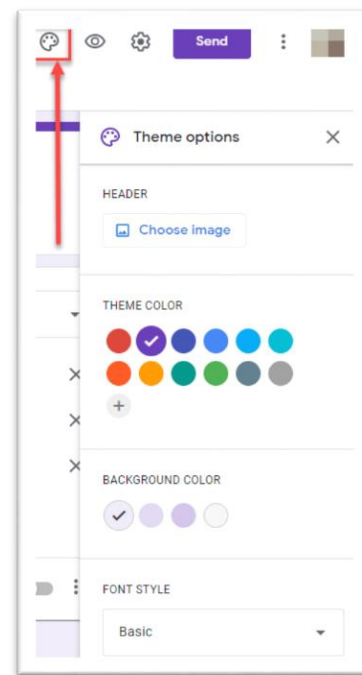 Send
Theme options
HEADER
Choose image
THEME COLOR
BACKGROUND COLOR
FONT STYLE
Basic